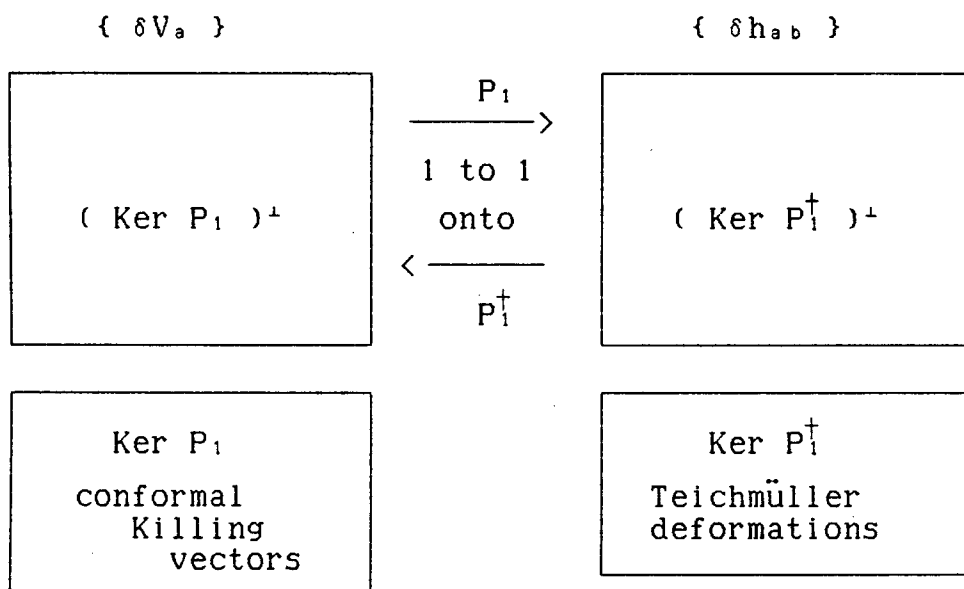 { δVₐ }
{ δhₐb }
P₁
1 to 1
onto
P₁†
( Ker P₁ )⊥
( Ker P₁† )⊥
Ker P₁
conformal
Killing
vectors
Ker P₁†
Teichmüller
deformations